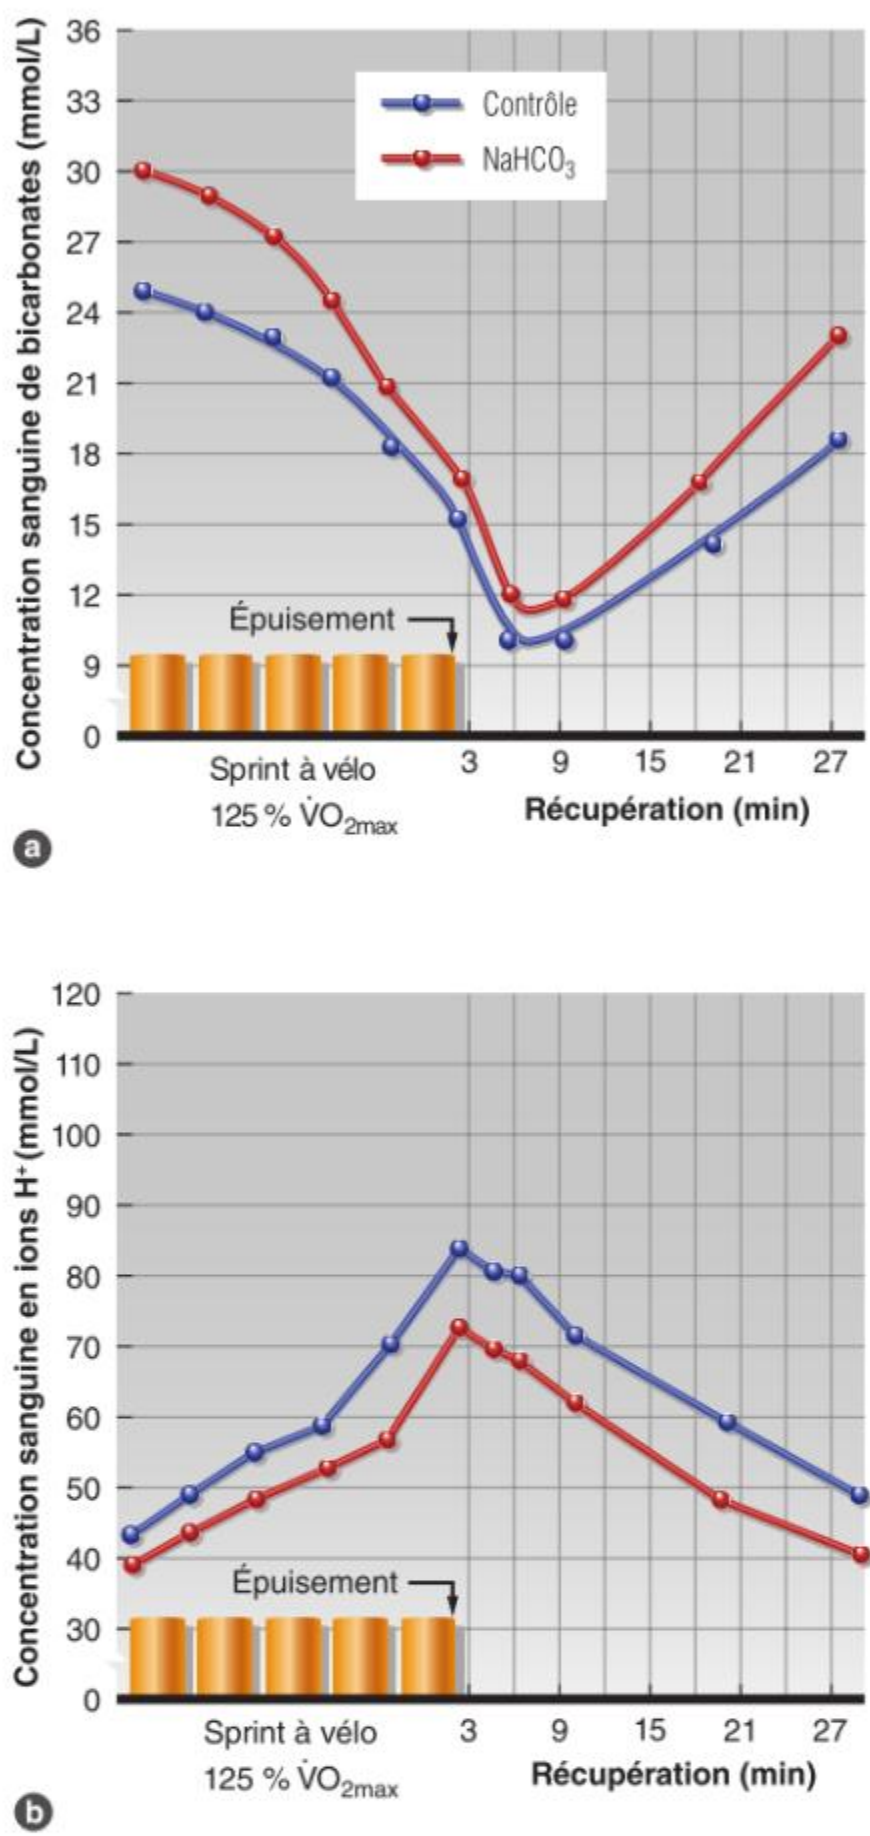 Concentration sanguine de bicarbonates (mmol/L)
36
33
30
27
24
21
18
15
12
9
0
Contrôle
NaHCO₃
Épuisement
Sprint à vélo
125 % V̇O₂max
3 9 15 21 27
Récupération (min)
a
Concentration sanguine en ions H⁺ (mmol/L)
120
110
100
90
80
70
60
50
40
30
0
Épuisement
Sprint à vélo
125 % V̇O₂max
3 9 15 21 27
Récupération (min)
b